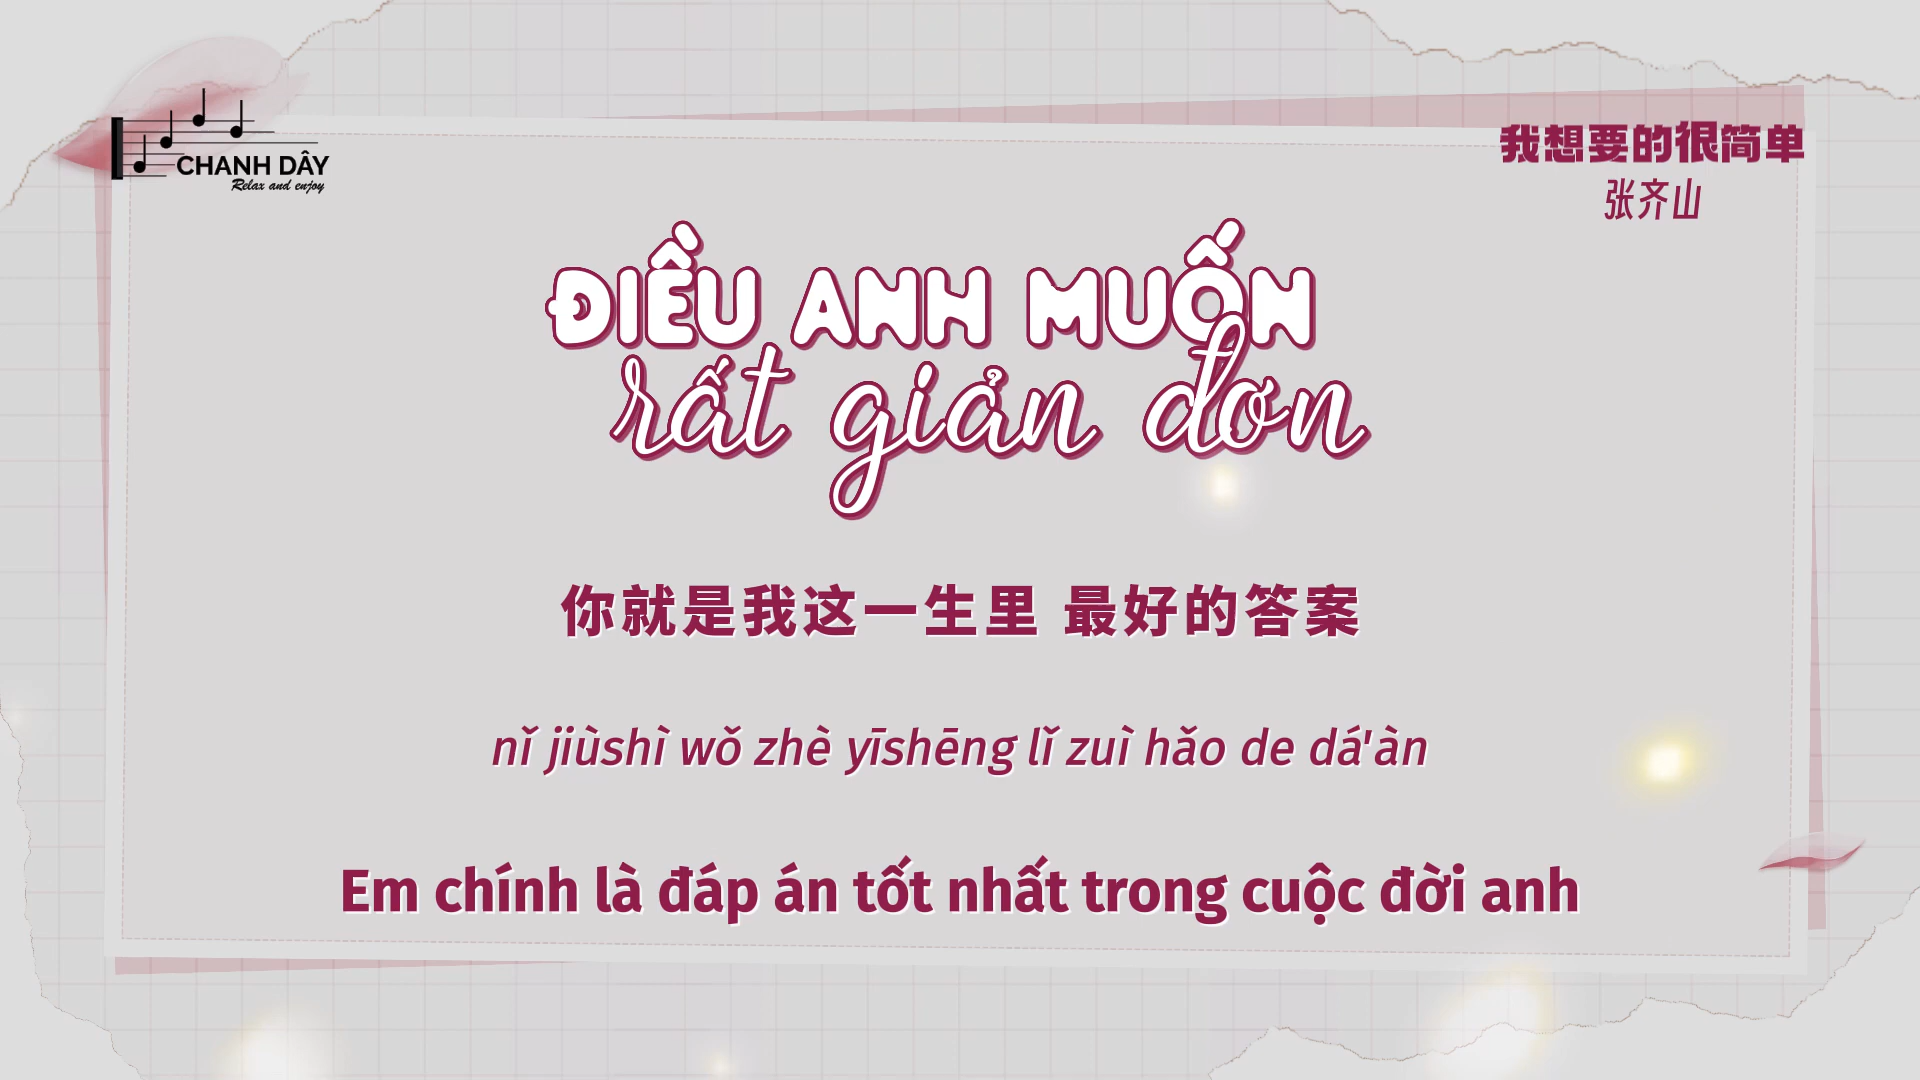 CHANH DÂY
Relax and enjoy
我想要的很简单
张齐山
ĐIỀU ANH MUỐN
rất giản đơn
你就是我这一生里 最好的答案
nǐ jiùshì wǒ zhè yīshēng lǐ zuì hǎo de dá'àn
Em chính là đáp án tốt nhất trong cuộc đời anh